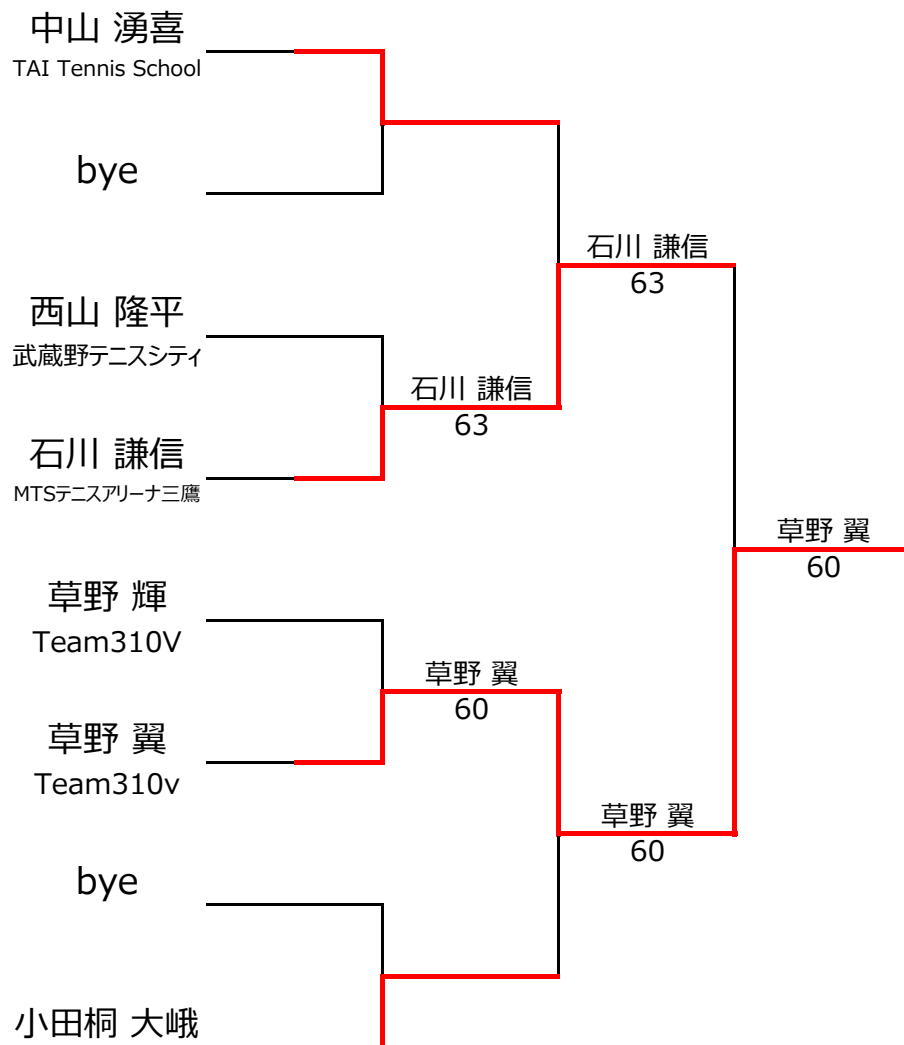 中山 湧喜
TAI Tennis School
bye
石川 謙信
63
西山 隆平
武蔵野テニスシティ
石川 謙信
63
石川 謙信
MTSテニスアリーナ三鷹
草野 翼
60
草野 輝
Team310V
草野 翼
60
草野 翼
Team310v
草野 翼
60
bye
小田桐 大峨